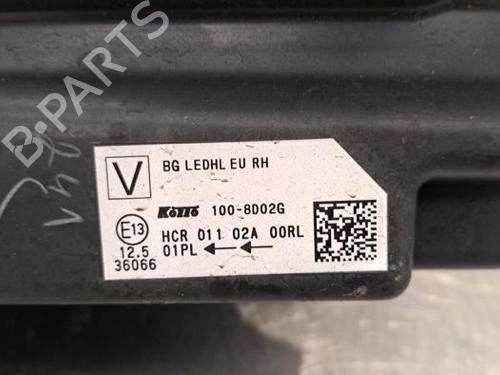 B-PARTS
V
BG LEDHL EU RH
KOITO 100-8D02G
E13 HCR 011 02A 00RL
12.5 01PL
36066